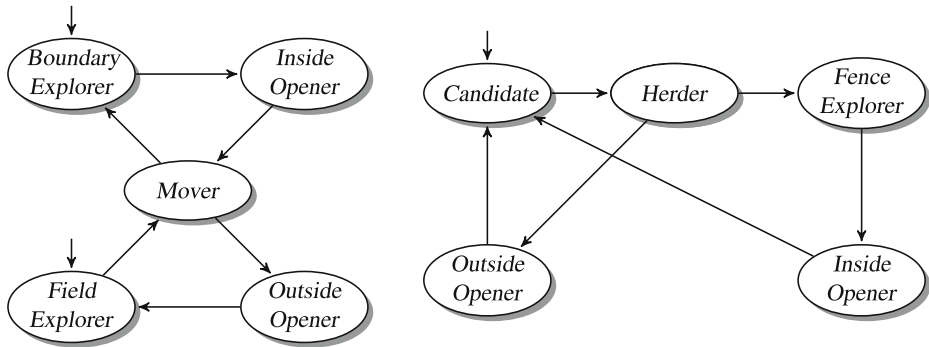 Boundary
Explorer
Inside
Opener
Mover
Field
Explorer
Outside
Opener
Candidate
Herder
Fence
Explorer
Outside
Opener
Inside
Opener